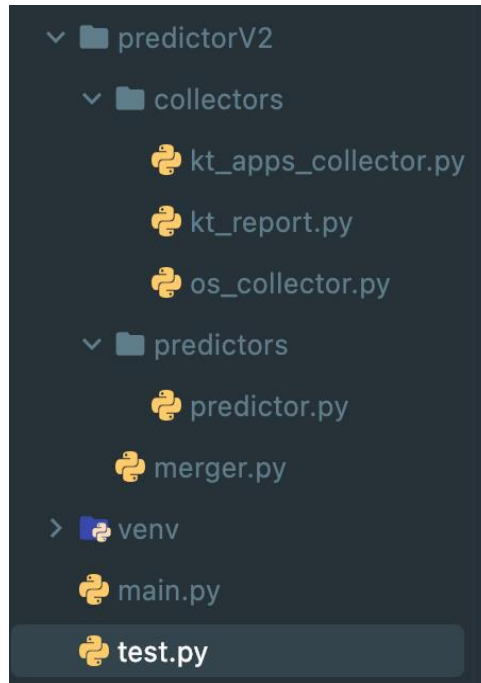 predictorV2
collectors
kt_apps_collector.py
kt_report.py
os_collector.py
predictors
predictor.py
merger.py
venv
main.py
test.py